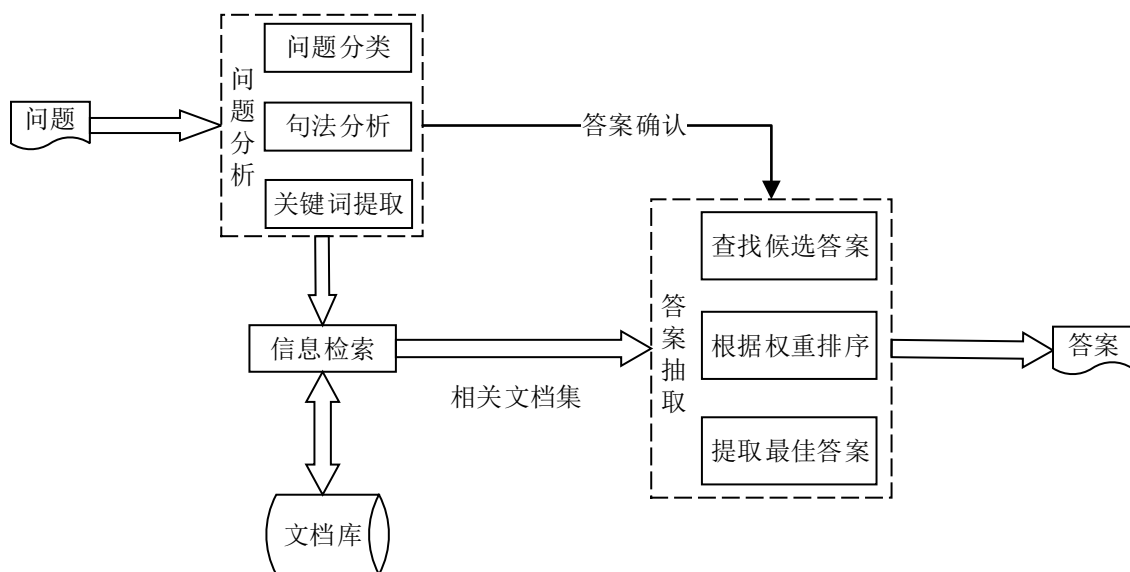 问题
问题分析
问题分类
句法分析
关键词提取
答案确认
信息检索
相关文档集
文档库
答案抽取
查找候选答案
根据权重排序
提取最佳答案
答案